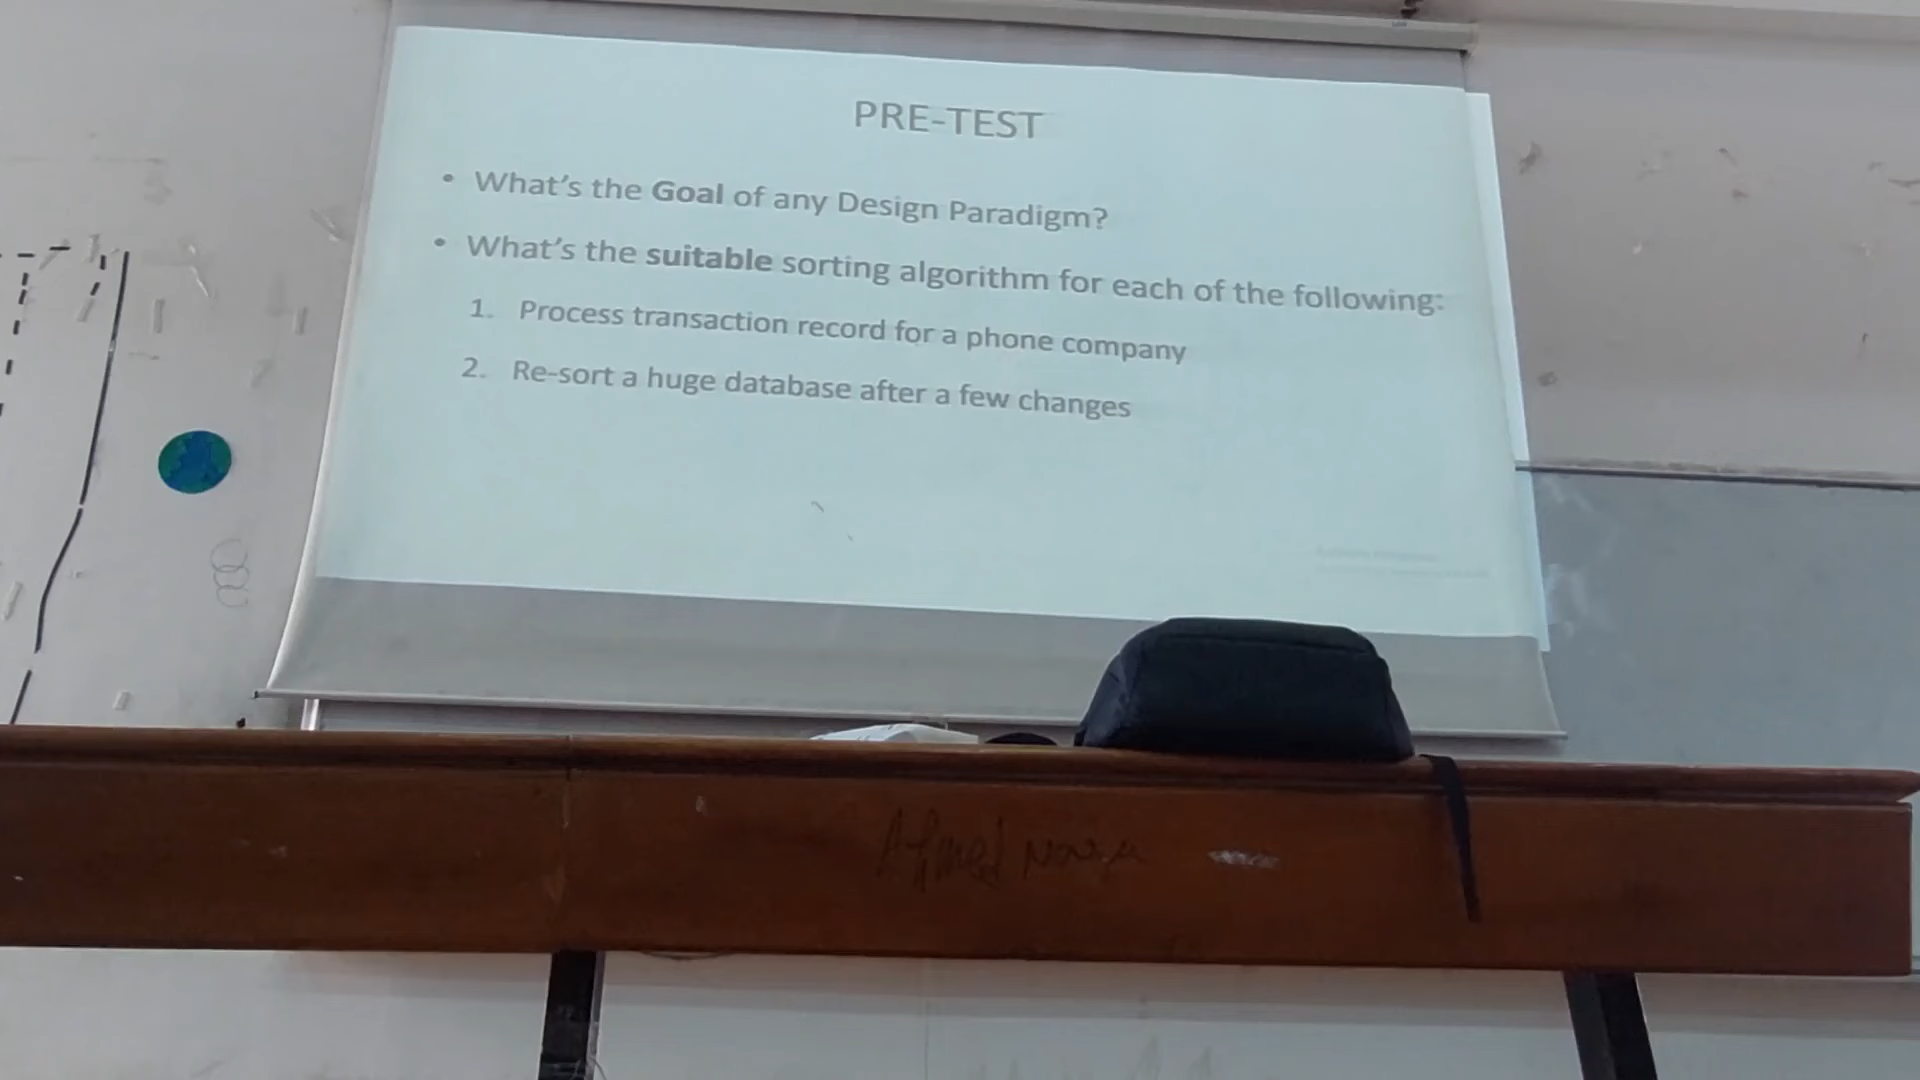 PRE-TEST
• What's the Goal of any Design Paradigm?
• What's the suitable sorting algorithm for each of the following:
1. Process transaction record for a phone company
2. Re-sort a huge database after a few changes